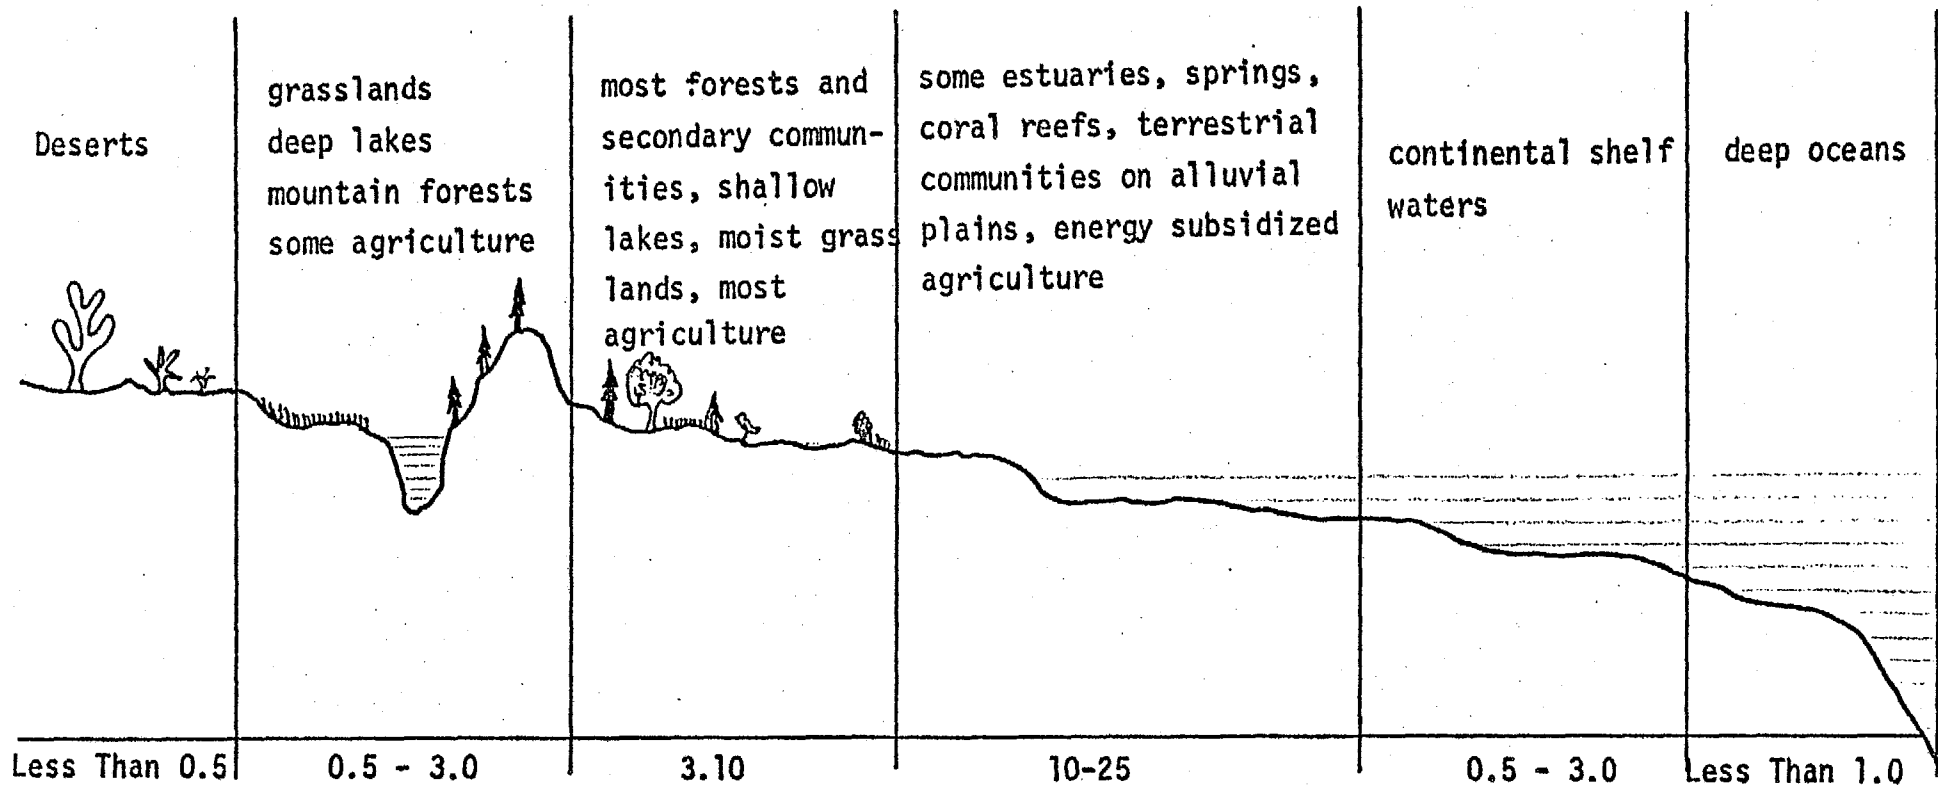 Deserts
grasslands
deep lakes
mountain forests
some agriculture
most forests and
secondary commun-
ities, shallow
lakes, moist grass
lands, most
agriculture
some estuaries, springs,
coral reefs, terrestrial
communities on alluvial
plains, energy subsidized
agriculture
continental shelf
waters
deep oceans
Less Than 0.5
0.5 - 3.0
3.10
10-25
0.5 - 3.0
Less Than 1.0